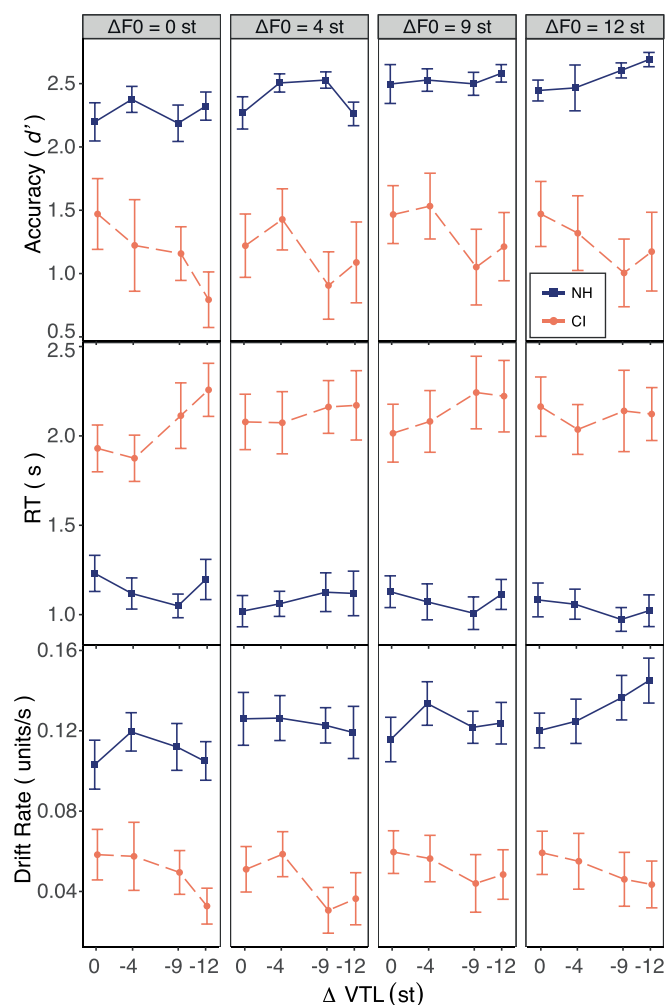 ΔF0 = 0 st ΔF0 = 4 st ΔF0 = 9 st ΔF0 = 12 st
Accuracy ( d' )
2.5
2.0
1.5
1.0
0.5
NH
CI
RT ( s )
2.5
2.0
1.5
1.0
Drift Rate ( units/s )
0.16
0.12
0.08
0.04
0 -4 -9 -12 0 -4 -9 -12 0 -4 -9 -12 0 -4 -9 -12
Δ VTL (st)